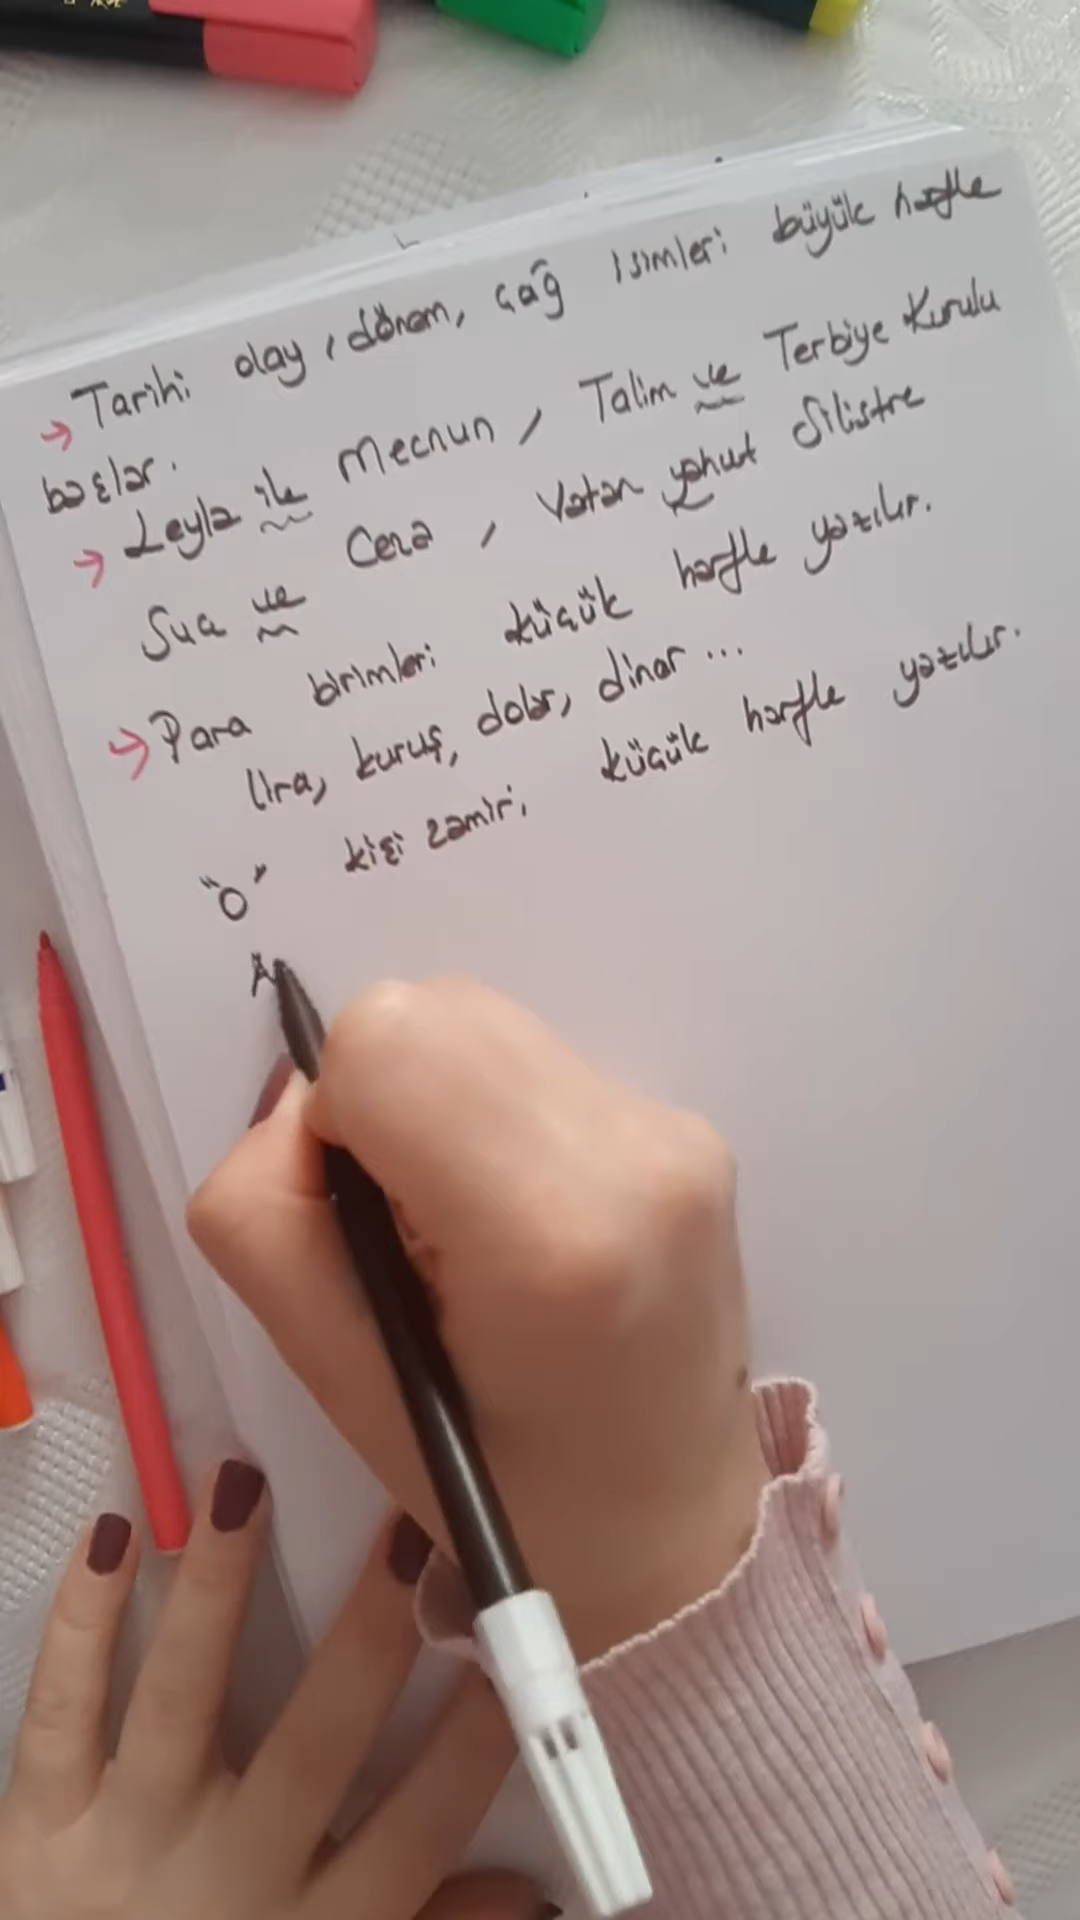 → Tarihi olay, dönem, çağ isimleri büyük harfle
başlar.
→ Leyla ile Mecnun, Talim ve Terbiye Kurulu
Suç ve Ceza, Vatan yahut Silistre
→ Para birimleri küçük harfle yazılır.
lira, kuruş, dolar, dinar ...
"O" kişi zamiri küçük harfle yazılır.